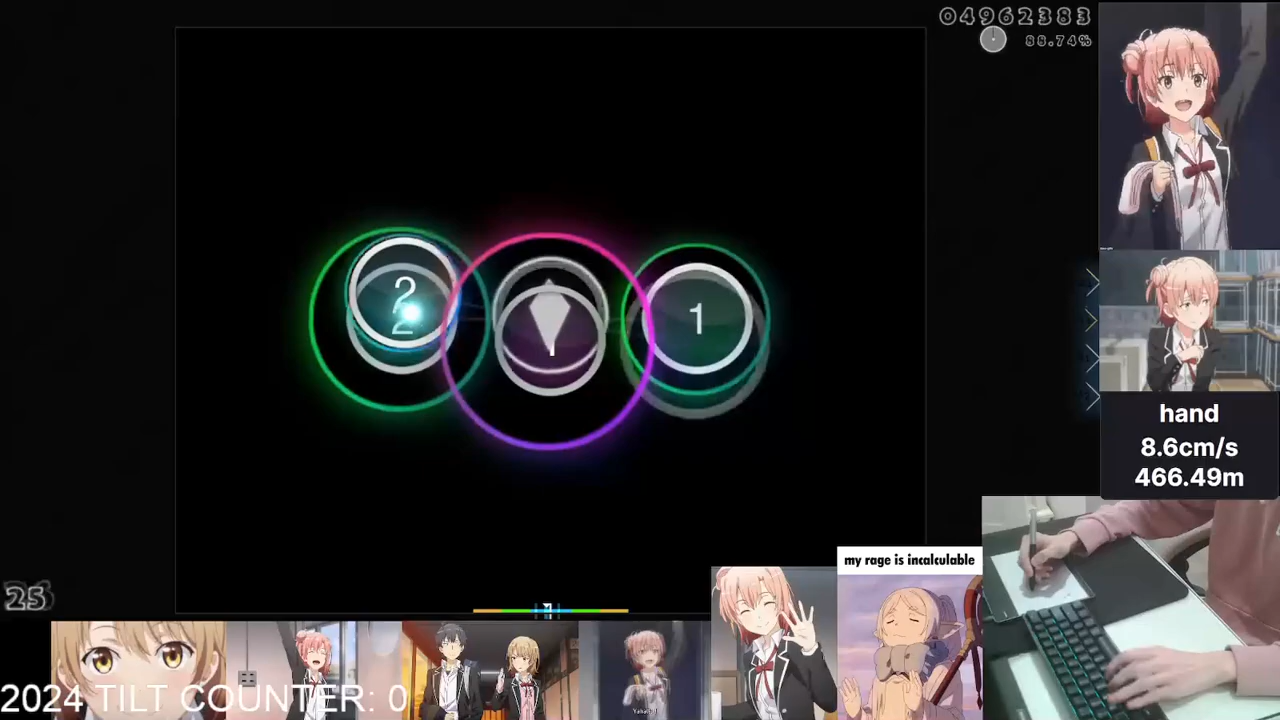 04962383
88.74%
2
2
1
hand
8.6cm/s
466.49m
my rage is incalculable
25
2024 TILT COUNTER: 0